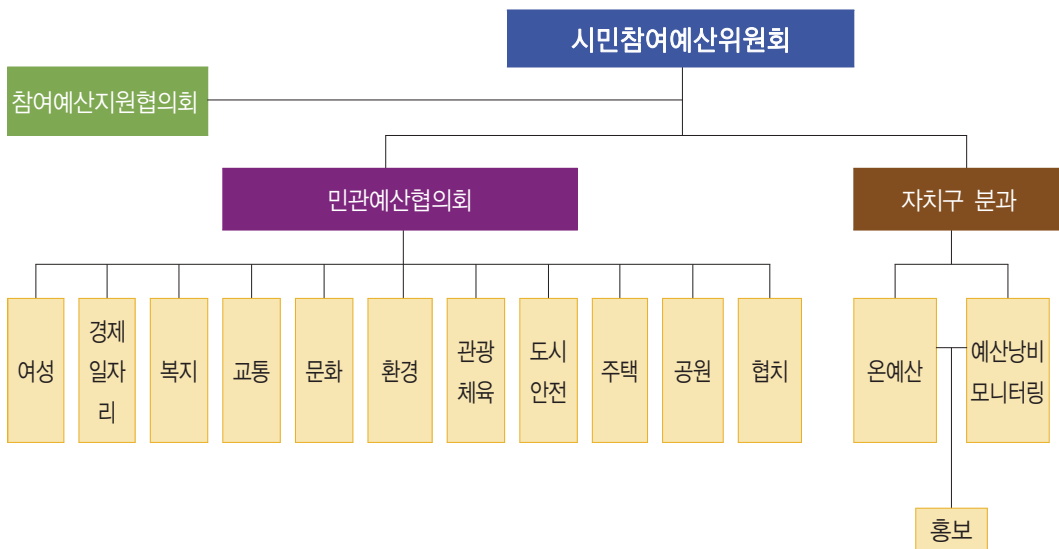 시민참여예산위원회
참여예산지원협의회
민관예산협의회
자치구 분과
여성
경제
일자
리
복지
교통
문화
환경
관광
체육
도시
안전
주택
공원
협치
온예산
예산낭비
모니터링
홍보